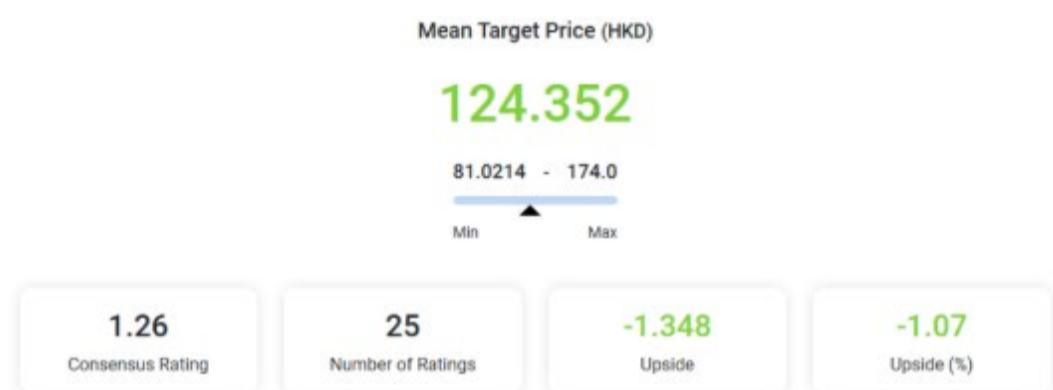 Mean Target Price (HKD)
124.352
81.0214 - 174.0
Min Max
1.26 25 -1.348 -1.07
Consensus Rating Number of Ratings Upside Upside (%)